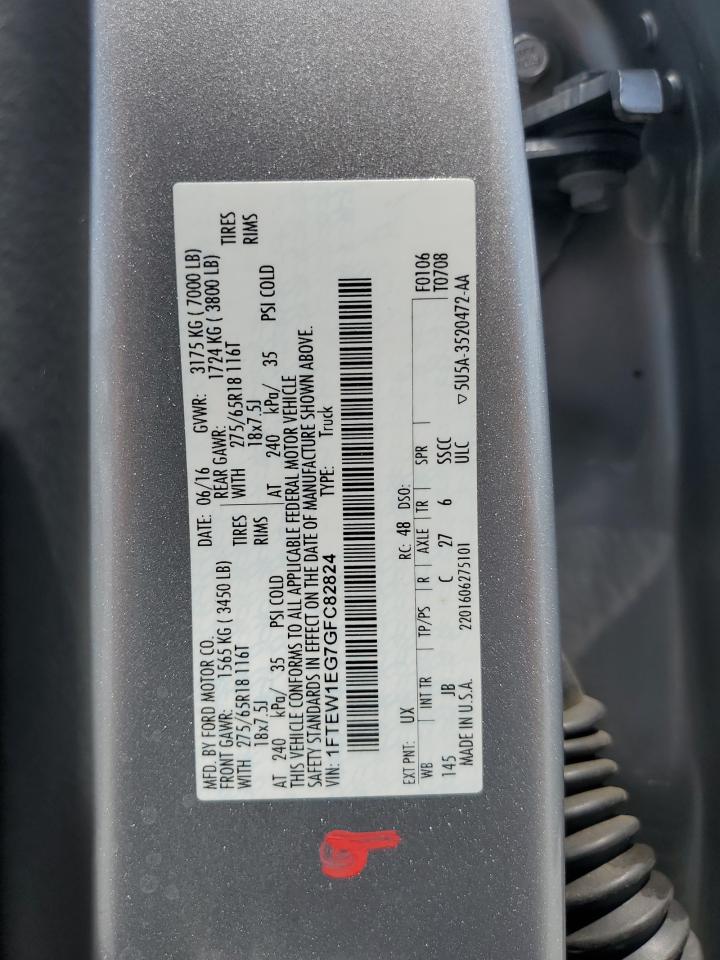 MFD. BY FORD MOTOR CO.
DATE: 06/16 GVWR: 3175 KG ( 7000 LB)
FRONT GAWR: 1565 KG ( 3450 LB) REAR GAWR: 1724 KG ( 3800 LB)
WITH 275/65R18 116T TIRES WITH 275/65R18 116T TIRES
18x7.5J RIMS 18x7.5J RIMS
AT 240 kPa/ 35 PSI COLD AT 240 kPa/ 35 PSI COLD
THIS VEHICLE CONFORMS TO ALL APPLICABLE FEDERAL MOTOR VEHICLE
SAFETY STANDARDS IN EFFECT ON THE DATE OF MANUFACTURE SHOWN ABOVE.
VIN: 1FTEW1EG7GFC82824 TYPE: Truck
EXT PNT: UX RC: 48 DSO: F0106
WB INT TR TP/PS R AXLE TR SPR T0708
145 JB C 27 6 SSCC
MADE IN U.S.A. 2201606275101 ULC ▽5U5A-3520472-AA